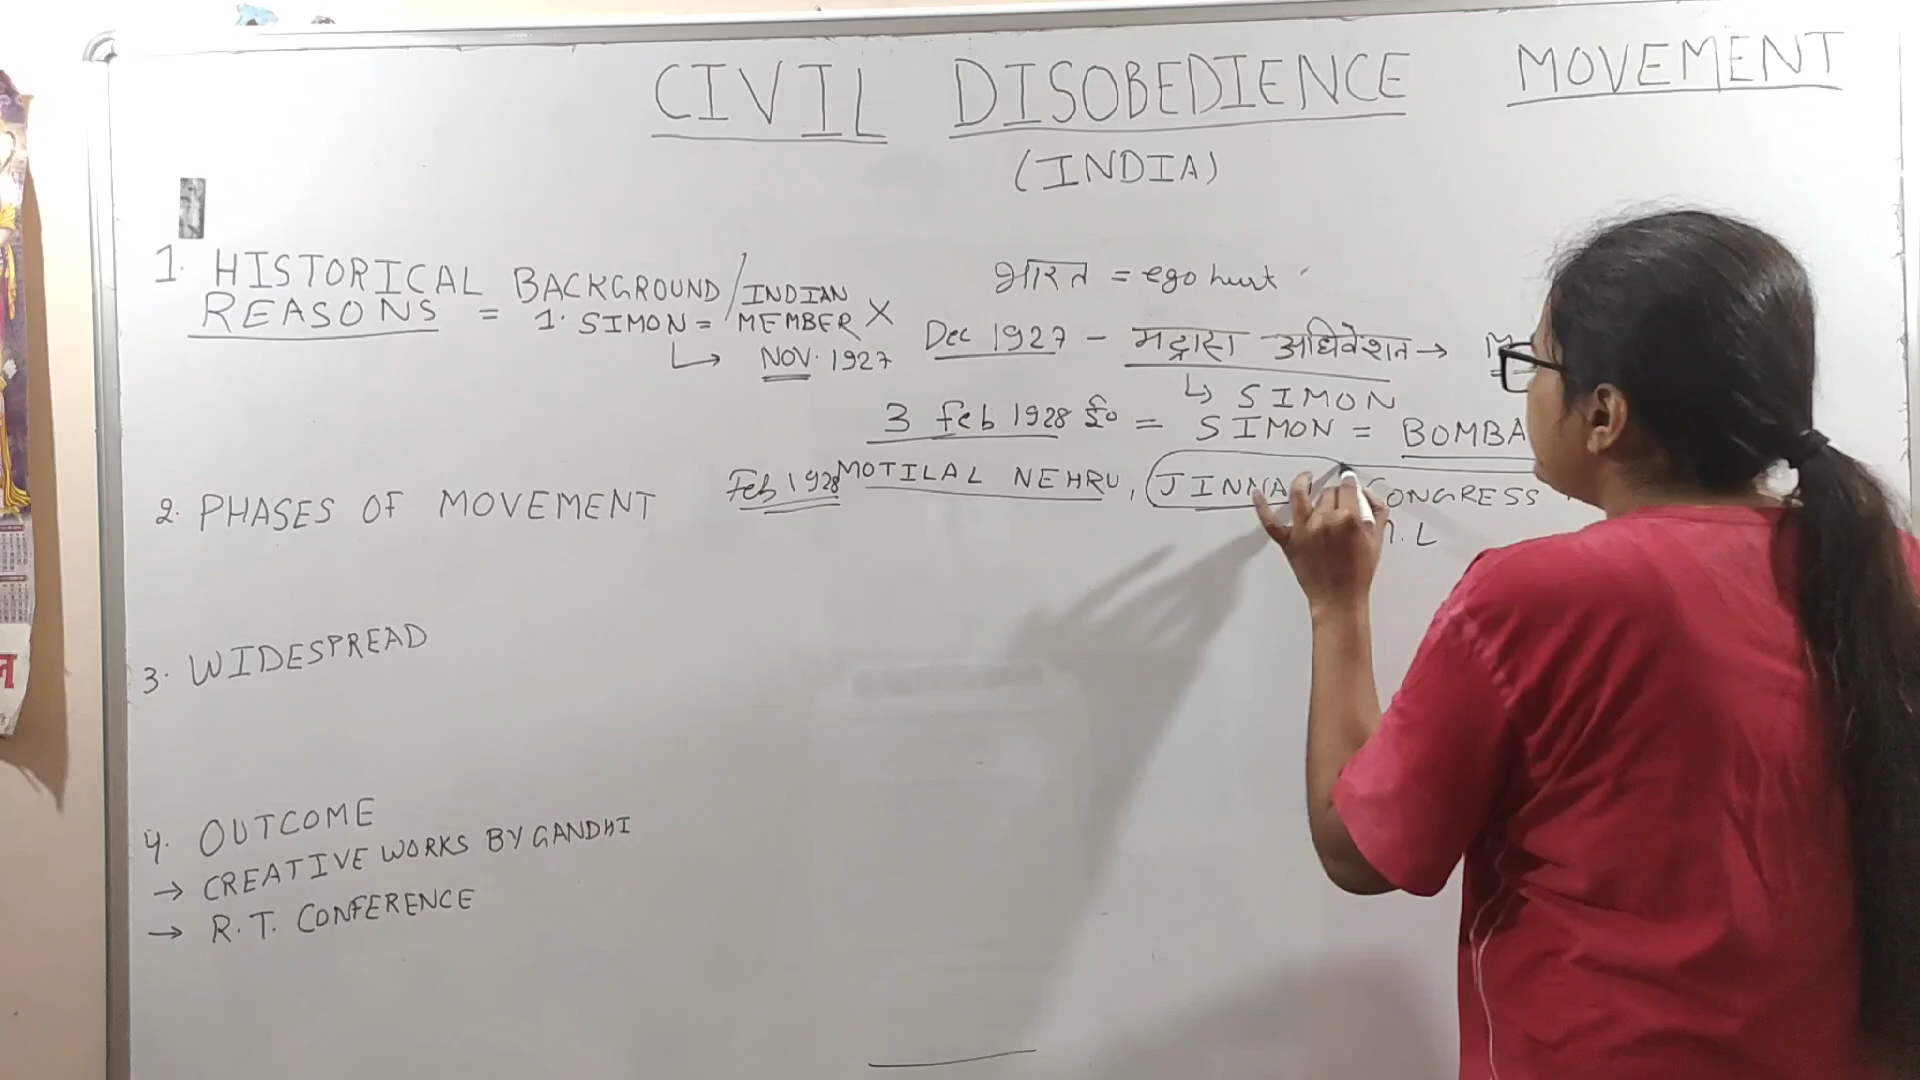 CIVIL DISOBEDIENCE MOVEMENT
(INDIA)
1. HISTORICAL BACKGROUND / INDIAN
REASONS = 1. SIMON = MEMBER X
↳ NOV. 1927
भारत = ego hurt
Dec 1927 - मद्रास अधिवेशन →
↳ SIMON
3 Feb 1928 ई० = SIMON = BOMBA
Feb 1928 MOTILAL NEHRU, JINNA CONGRESS
M.L
2. PHASES OF MOVEMENT
3. WIDESPREAD
4. OUTCOME
→ CREATIVE WORKS BY GANDHI
→ R.T. CONFERENCE